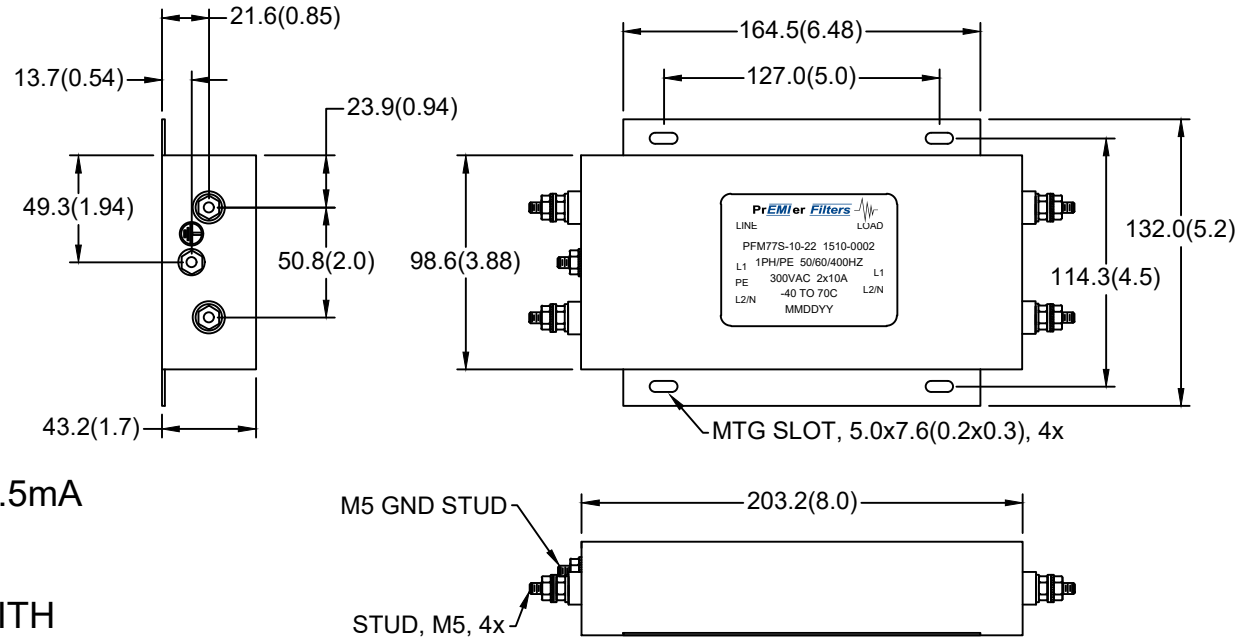 21.6(0.85)
164.5(6.48)
13.7(0.54)
127.0(5.0)
23.9(0.94)
49.3(1.94)
50.8(2.0)
98.6(3.88)
PrEMIer Filters
LINE LOAD
PFM77S-10-22 1510-0002
1PH/PE 50/60/400HZ
L1 L1
PE 300VAC 2x10A
L2/N -40 TO 70C L2/N
MMDDYY
132.0(5.2)
114.3(4.5)
43.2(1.7)
MTG SLOT, 5.0x7.6(0.2x0.3), 4x
.5mA
M5 GND STUD
203.2(8.0)
ITH
STUD, M5, 4x